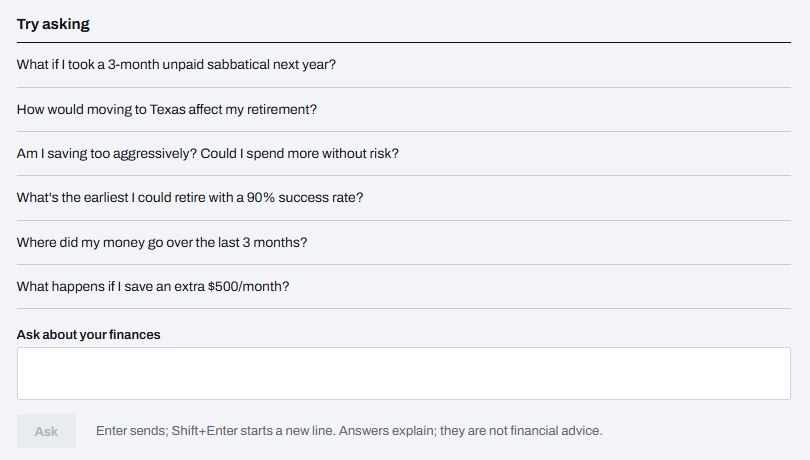 Try asking
What if I took a 3-month unpaid sabbatical next year?
How would moving to Texas affect my retirement?
Am I saving too aggressively? Could I spend more without risk?
What's the earliest I could retire with a 90% success rate?
Where did my money go over the last 3 months?
What happens if I save an extra $500/month?
Ask about your finances
Ask
Enter sends; Shift+Enter starts a new line. Answers explain; they are not financial advice.